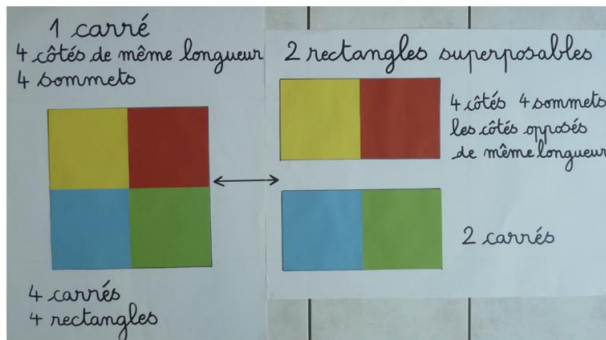 1 carré
4 côtés de même longueur
4 sommets
2 rectangles superposables
4 côtés 4 sommets
les côtés opposés
de même longueur
2 carrés
4 carrés
4 rectangles